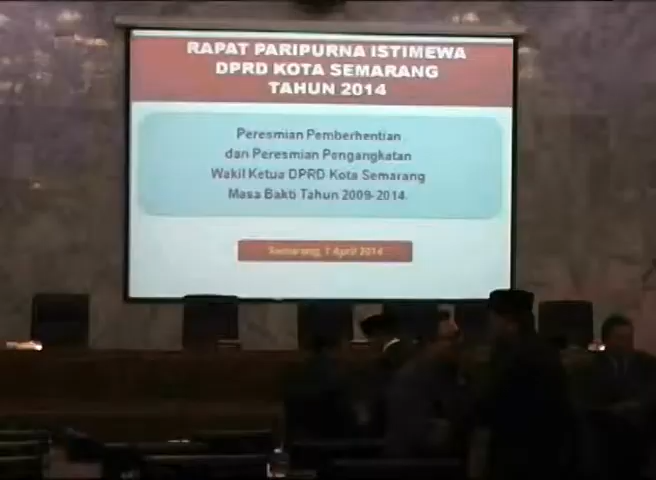 RAPAT PARIPURNA ISTIMEWA
DPRD KOTA SEMARANG
TAHUN 2014
Peresmian Pemberhentian
dan Peresmian Pengangkatan
Wakil Ketua DPRD Kota Semarang
Masa Bakti Tahun 2009-2014
Semarang, 1 April 2014